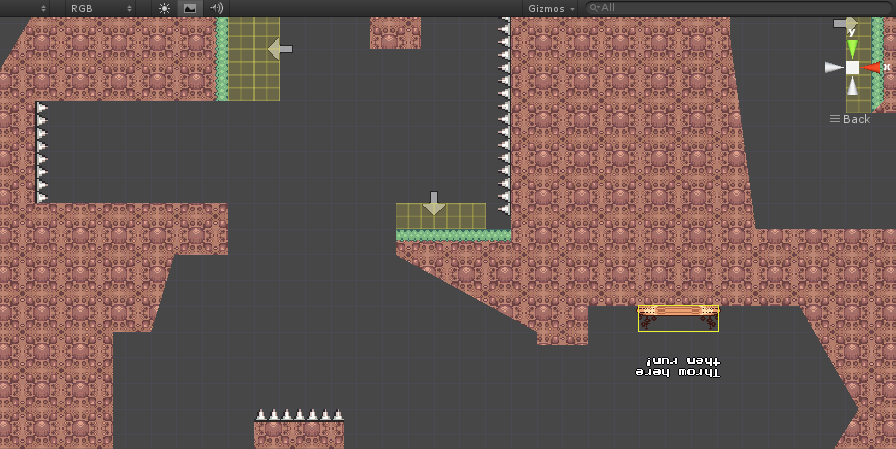 RGB
Gizmos
All
y
x
Back
Throw here
then run!